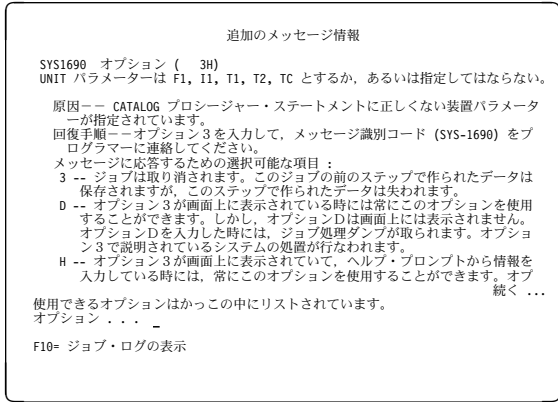 追加のメッセージ情報
SYS1690 オプション ( 3H)
UNIT パラメーターは F1, I1, T1, T2, TC とするか，あるいは指定してはならない．
原因－－ CATALOG プロシージャー・ステートメントに正しくない装置パラメータ
ーが指定されています。
回復手順－－オプション３を入力して，メッセージ識別コード (SYS-1690) をプ
ログラマーに連絡してください。
メッセージに応答するための選択可能な項目 :
3 -- ジョブは取り消されます。このジョブの前のステップで作られたデータは
保存されますが，このステップで作られたデータは失われます。
D -- オプション３が画面上に表示されている時には常にこのオプションを使用
することができます。しかし，オプションＤは画面上には表示されません。
オプションＤを入力した時には，ジョブ処理ダンプが取られます。オプショ
ン３で説明されているシステムの処置が行なわれます。
H -- オプション３が画面上に表示されていて，ヘルプ・プロンプトから情報を
入力している時には，常にこのオプションを使用することができます。オプ
続く ...
使用できるオプションはかっこの中にリストされています。
オプション . . . _
F10= ジョブ・ログの表示